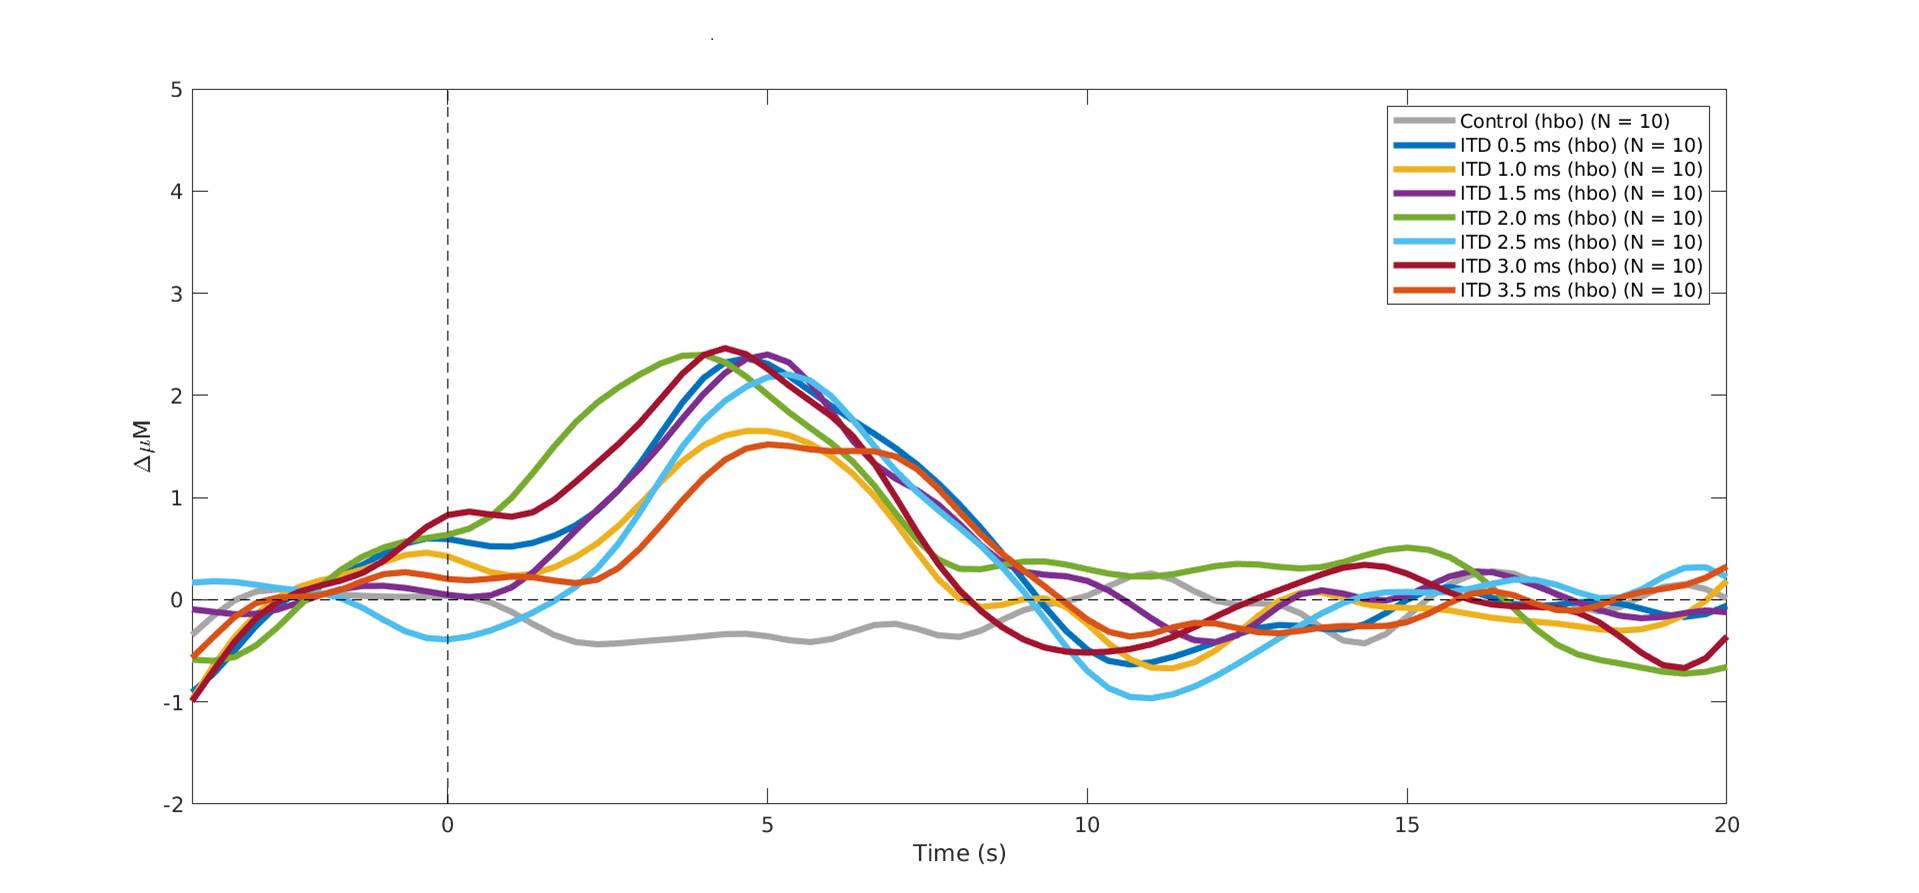 5
4
3
2
1
0
-1
-2
ΔμM
0
5
10
15
20
Time (s)
Control (hbo) (N = 10)
ITD 0.5 ms (hbo) (N = 10)
ITD 1.0 ms (hbo) (N = 10)
ITD 1.5 ms (hbo) (N = 10)
ITD 2.0 ms (hbo) (N = 10)
ITD 2.5 ms (hbo) (N = 10)
ITD 3.0 ms (hbo) (N = 10)
ITD 3.5 ms (hbo) (N = 10)